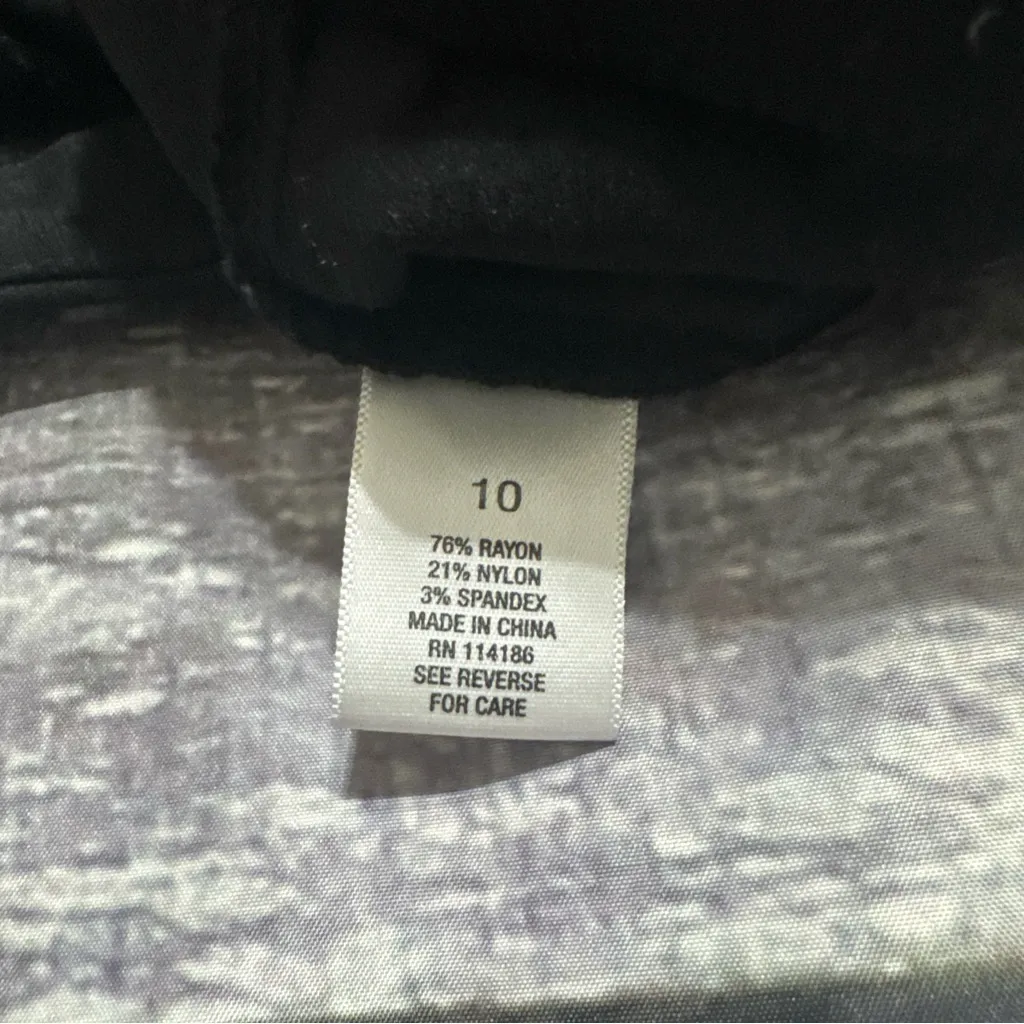 10
76% RAYON
21% NYLON
3% SPANDEX
MADE IN CHINA
RN 114186
SEE REVERSE
FOR CARE